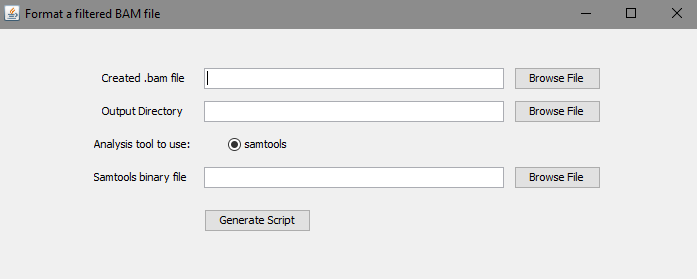 Format a filtered BAM file
Created .bam file Browse File
Output Directory Browse File
Analysis tool to use: samtools
Samtools binary file Browse File
Generate Script